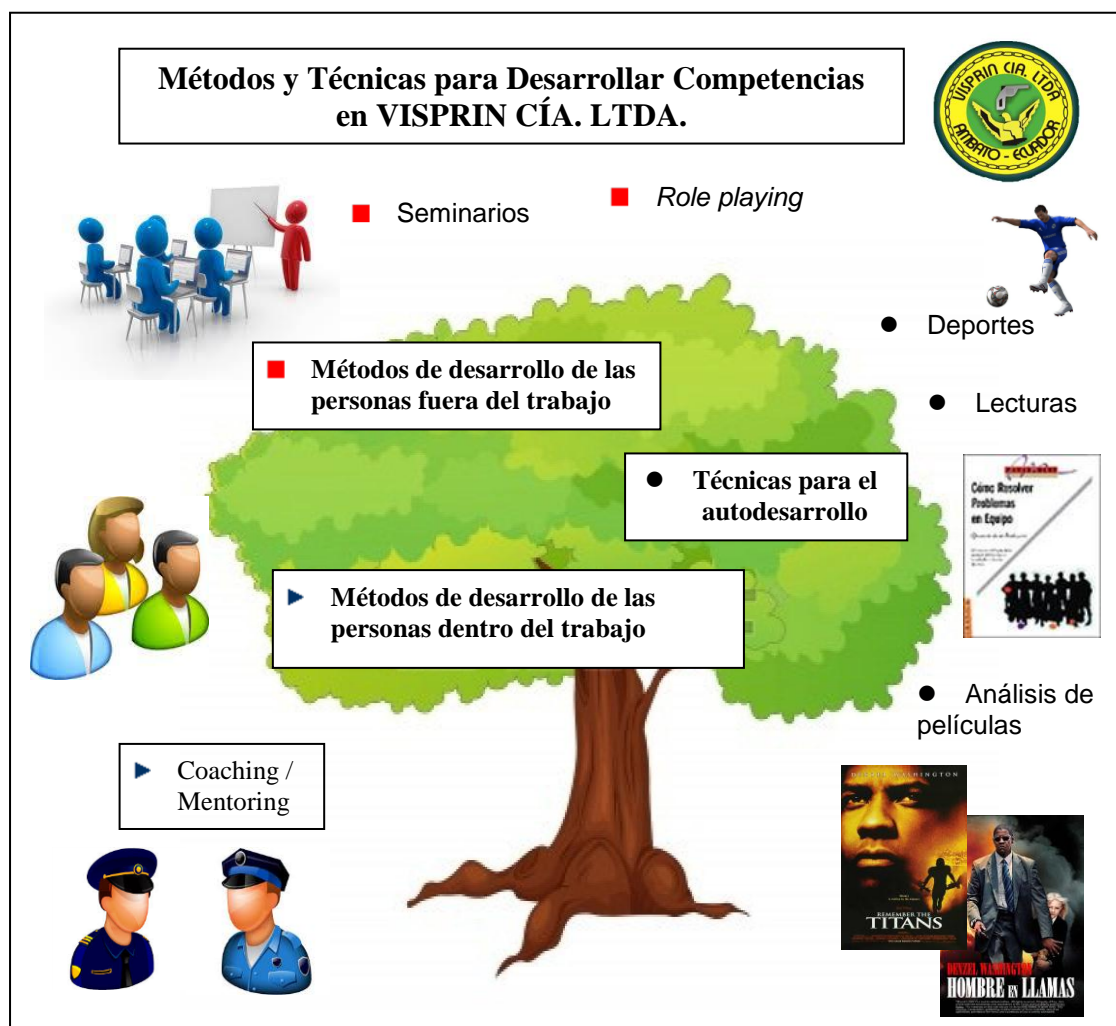 Métodos y Técnicas para Desarrollar Competencias
en VISPRIN CÍA. LTDA.
VISPRIN CIA. LTDA
AMBATO - ECUADOR
■ Seminarios
■ Role playing
● Deportes
■ Métodos de desarrollo de las
personas fuera del trabajo
● Lecturas
● Técnicas para el
autodesarrollo
Cómo Resolver
Problemas
en Equipo
► Métodos de desarrollo de las
personas dentro del trabajo
● Análisis de
películas
► Coaching /
Mentoring
DENZEL WASHINGTON
REMEMBER THE
TITANS
DENZEL WASHINGTON
HOMBRE EN LLAMAS